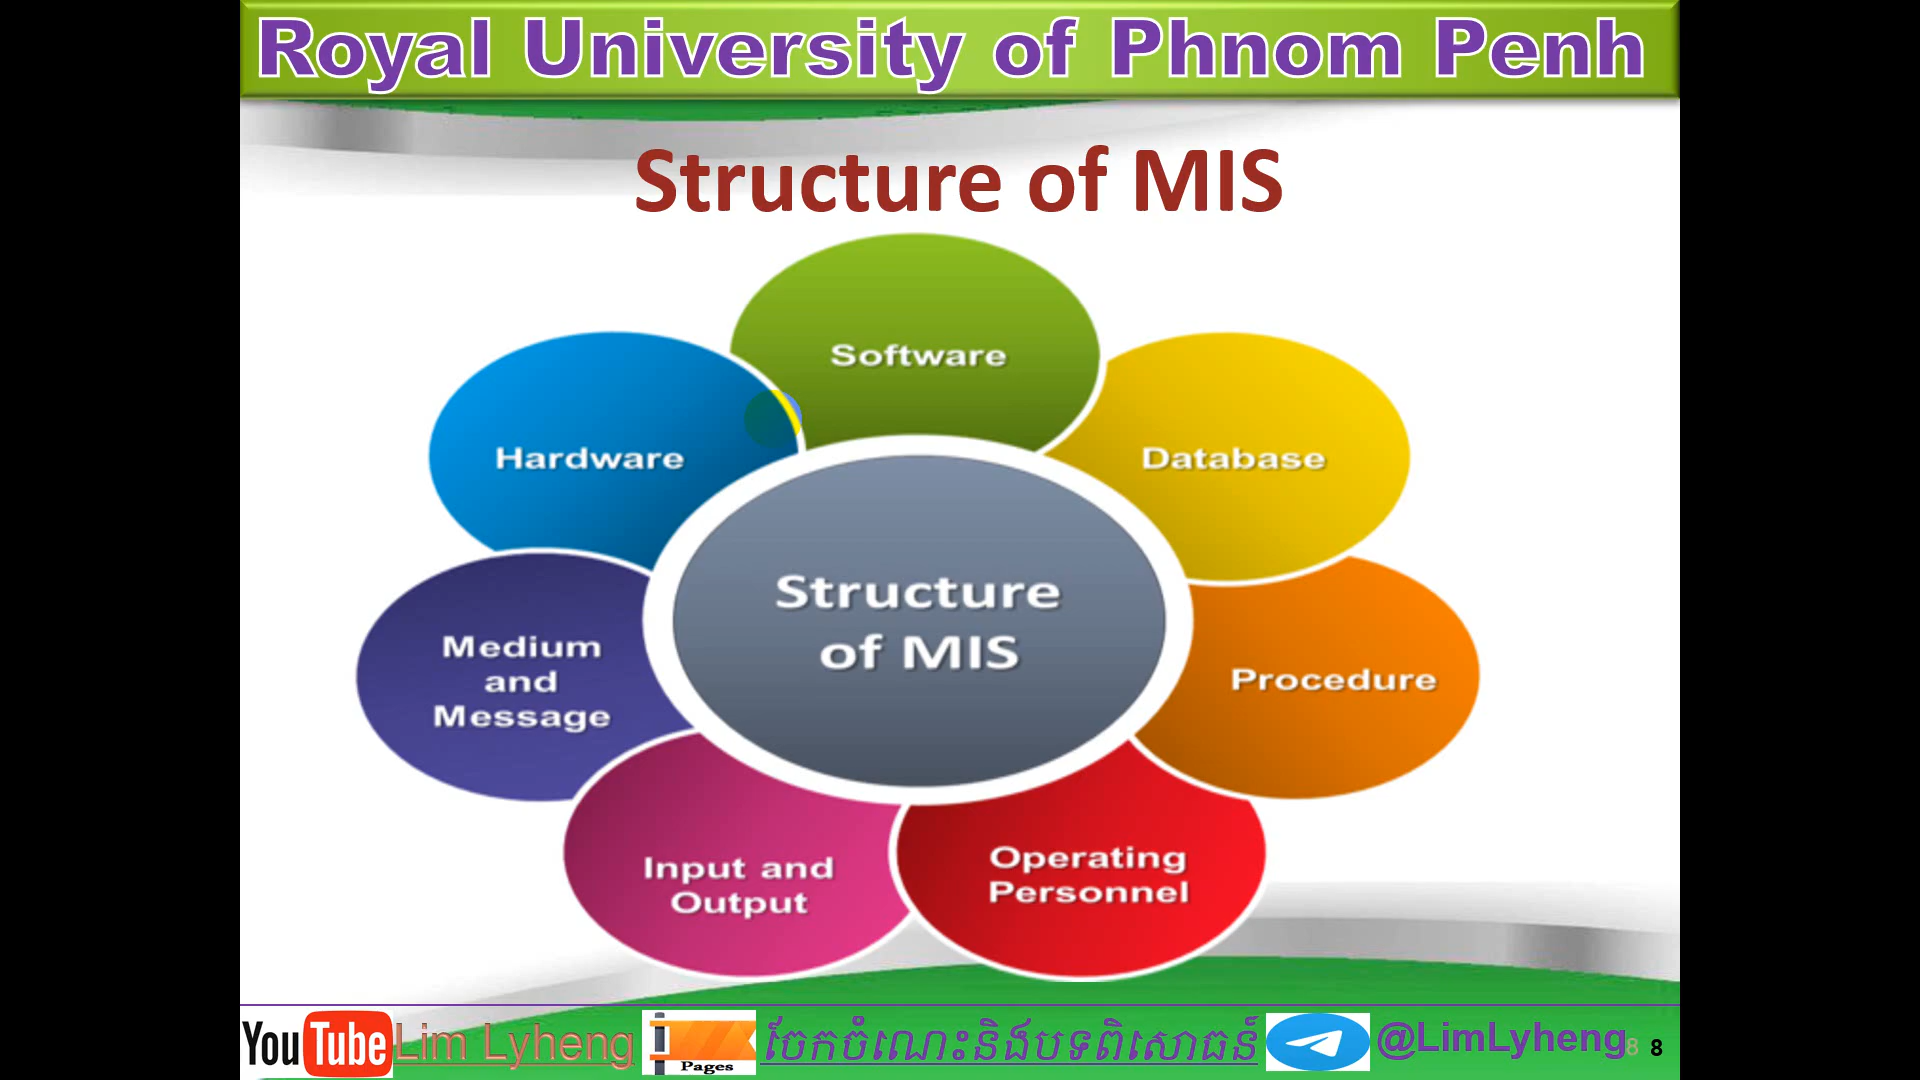 Royal University of Phnom Penh
Structure of MIS
Software
Hardware
Database
Structure
of MIS
Medium
and
Message
Procedure
Input and
Output
Operating
Personnel
YouTube Lim Lyheng Pages ចែកចំណេះនិងបទពិសោធន៍ @LimLyheng 8 8